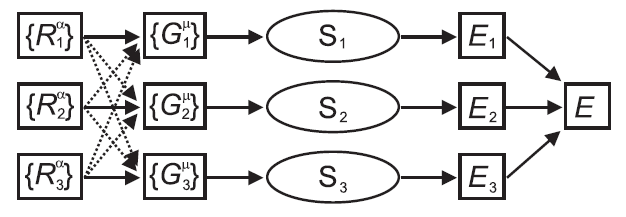 {R₁^α} {G₁^μ} S₁ E₁
{R₂^α} {G₂^μ} S₂ E₂ E
{R₃^α} {G₃^μ} S₃ E₃